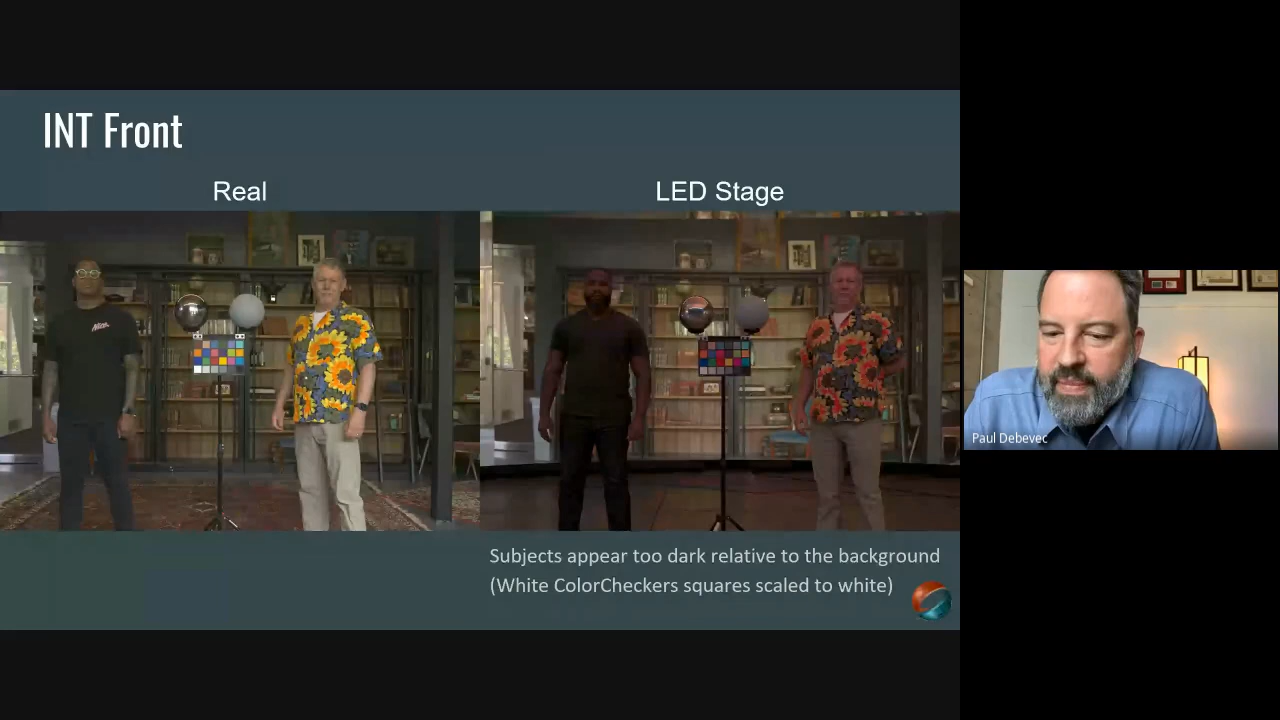 INT Front
Real
LED Stage
Subjects appear too dark relative to the background
(White ColorCheckers squares scaled to white)
Paul Debevec